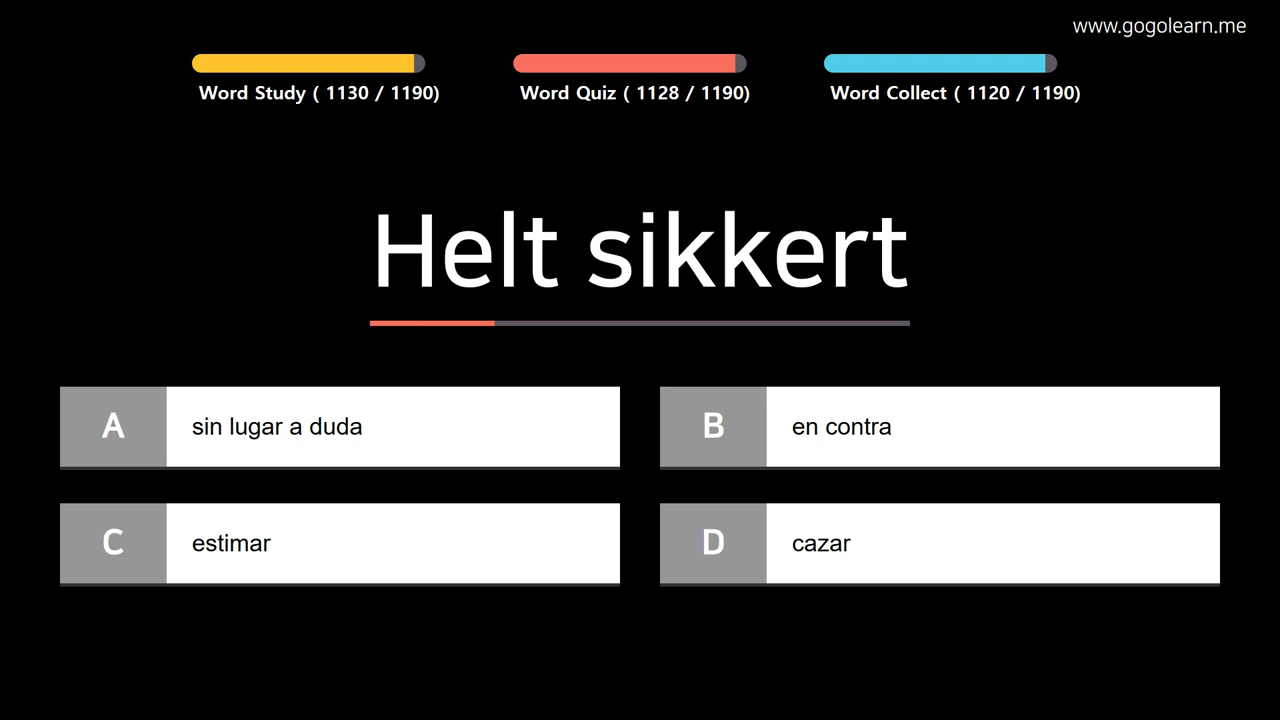 www.gogolearn.me
Word Study ( 1130 / 1190)
Word Quiz ( 1128 / 1190)
Word Collect ( 1120 / 1190)
Helt sikkert
A
sin lugar a duda
B
en contra
C
estimar
D
cazar